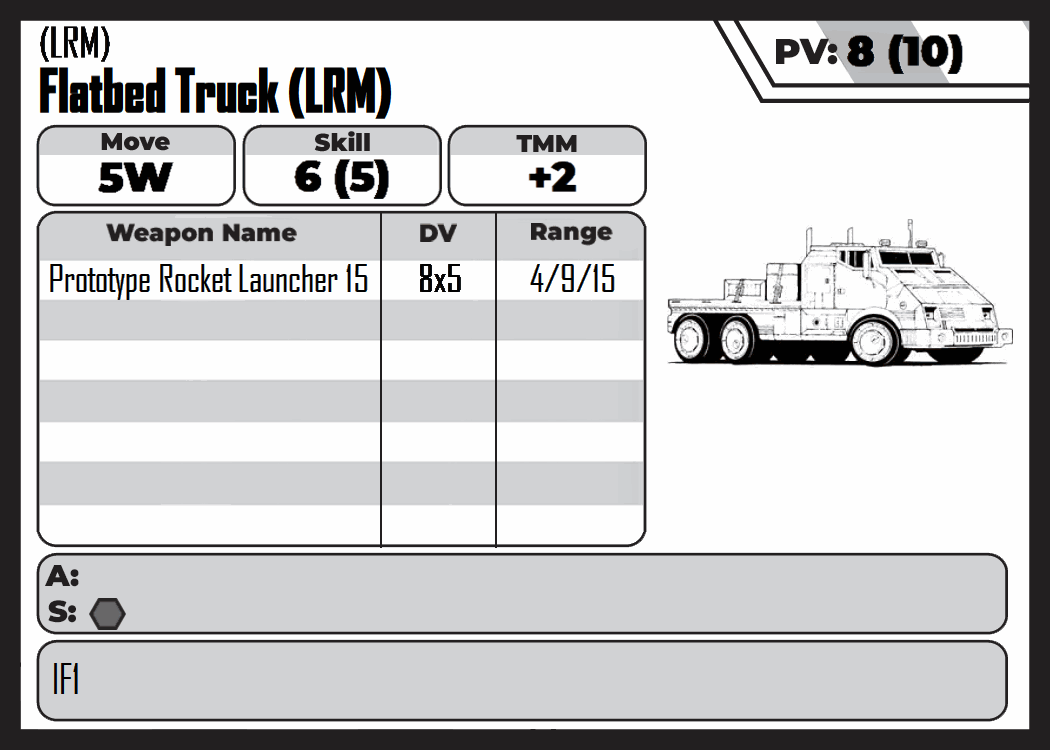 (LRM)
Flatbed Truck (LRM)
PV: 8 (10)
Move Skill TMM
5W 6 (5) +2
Weapon Name DV Range
Prototype Rocket Launcher 15 8x5 4/9/15
A:
S:
IF1